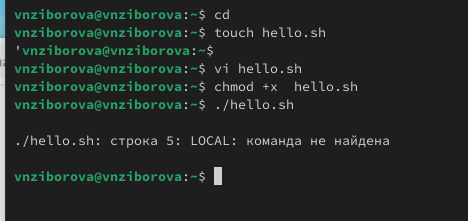 vnziborova@vnziborova:~$ cd
vnziborova@vnziborova:~$ touch hello.sh
'vnziborova@vnziborova:~$
vnziborova@vnziborova:~$ vi hello.sh
vnziborova@vnziborova:~$ chmod +x  hello.sh
vnziborova@vnziborova:~$ ./hello.sh
./hello.sh: строка 5: LOCAL: команда не найдена
vnziborova@vnziborova:~$